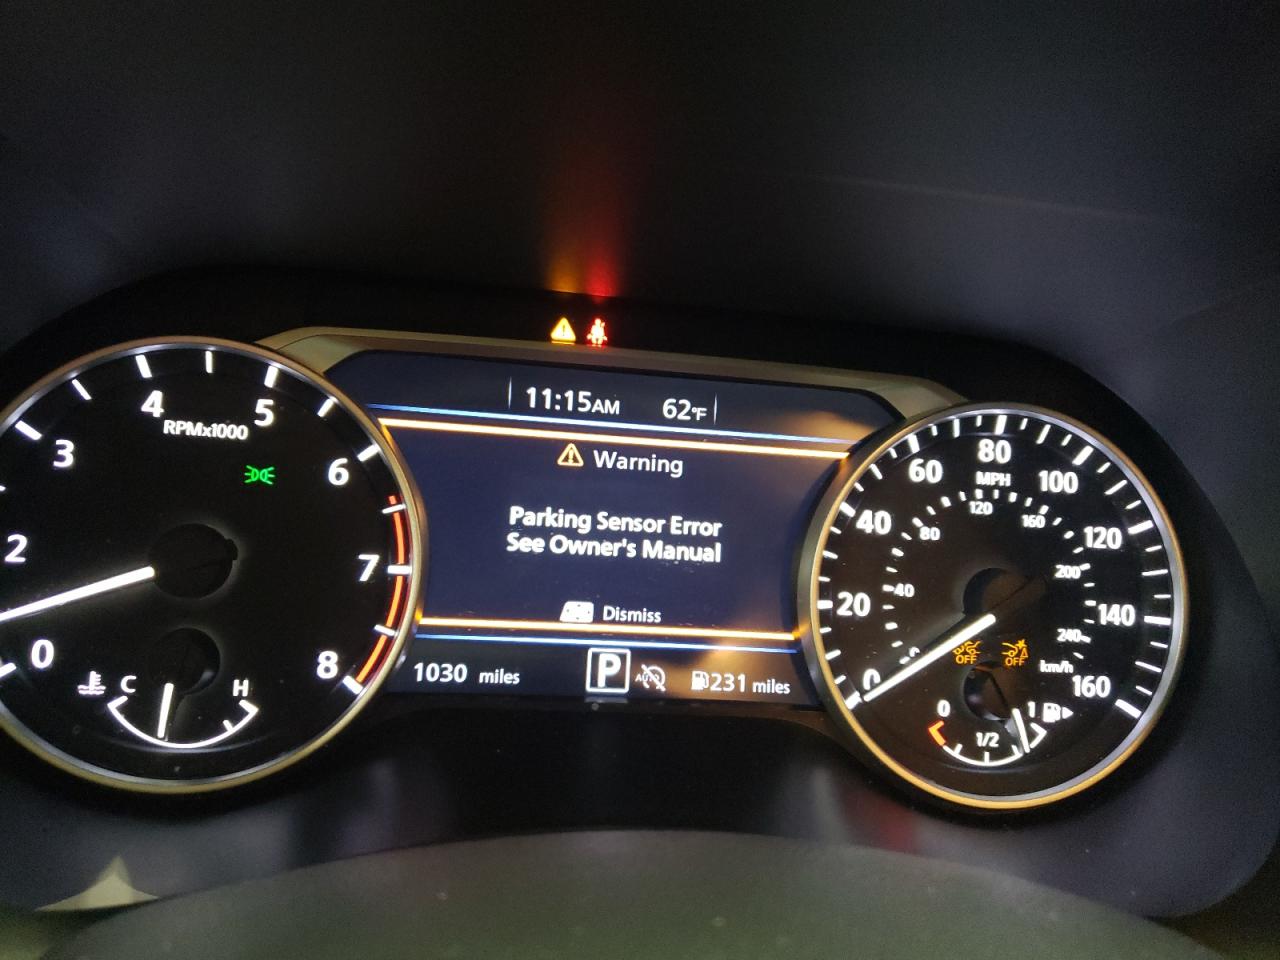 11:15AM 62°F
Warning
Parking Sensor Error
See Owner's Manual
Dismiss
1030 miles P AUTO 231 miles
0 2 3 4 5 6 7 8
RPMx1000
C H
0 20 40 60 80 100 120 140 160
MPH
40 80 120 160 200 240
km/h
OFF OFF
0 1/2 1